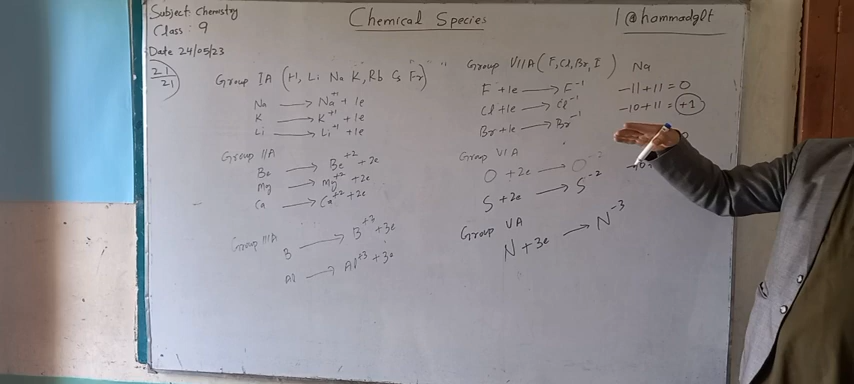 Subject: Chemistry
Class: 9
Date 24/05/23
21/21
Chemical Species
1@hammadglt
Group IA (H, Li Na K, Rb Cs Fr)
Na → Na⁺¹ + 1e
K → K⁺¹ + 1e
Li → Li⁺¹ + 1e
Group IIA
Be → Be⁺² + 2e
Mg → Mg⁺² + 2e
Ca → Ca⁺² + 2e
Group IIIA
B → B⁺³ + 3e
Al → Al⁺³ + 3e
Group VIIA (F, Cl, Br, I)
F + 1e → F⁻¹
Cl + 1e → Cl⁻¹
Br + 1e → Br⁻¹
Group VIA
O + 2e → O⁻²
S + 2e → S⁻²
Group VA
N + 3e → N⁻³
Na
-11+11 = 0
-10+11 = +1